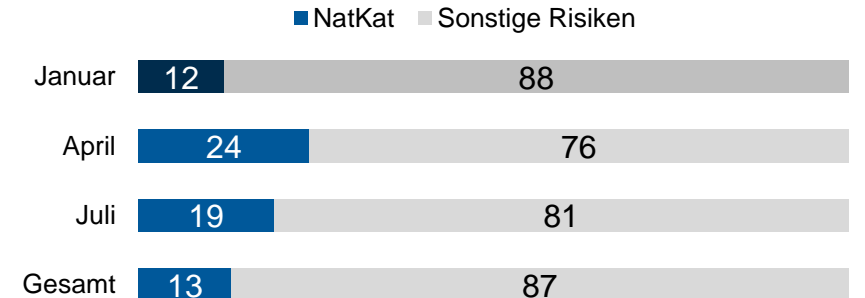 NatKat Sonstige Risiken
Januar 12 88
April 24 76
Juli 19 81
Gesamt 13 87